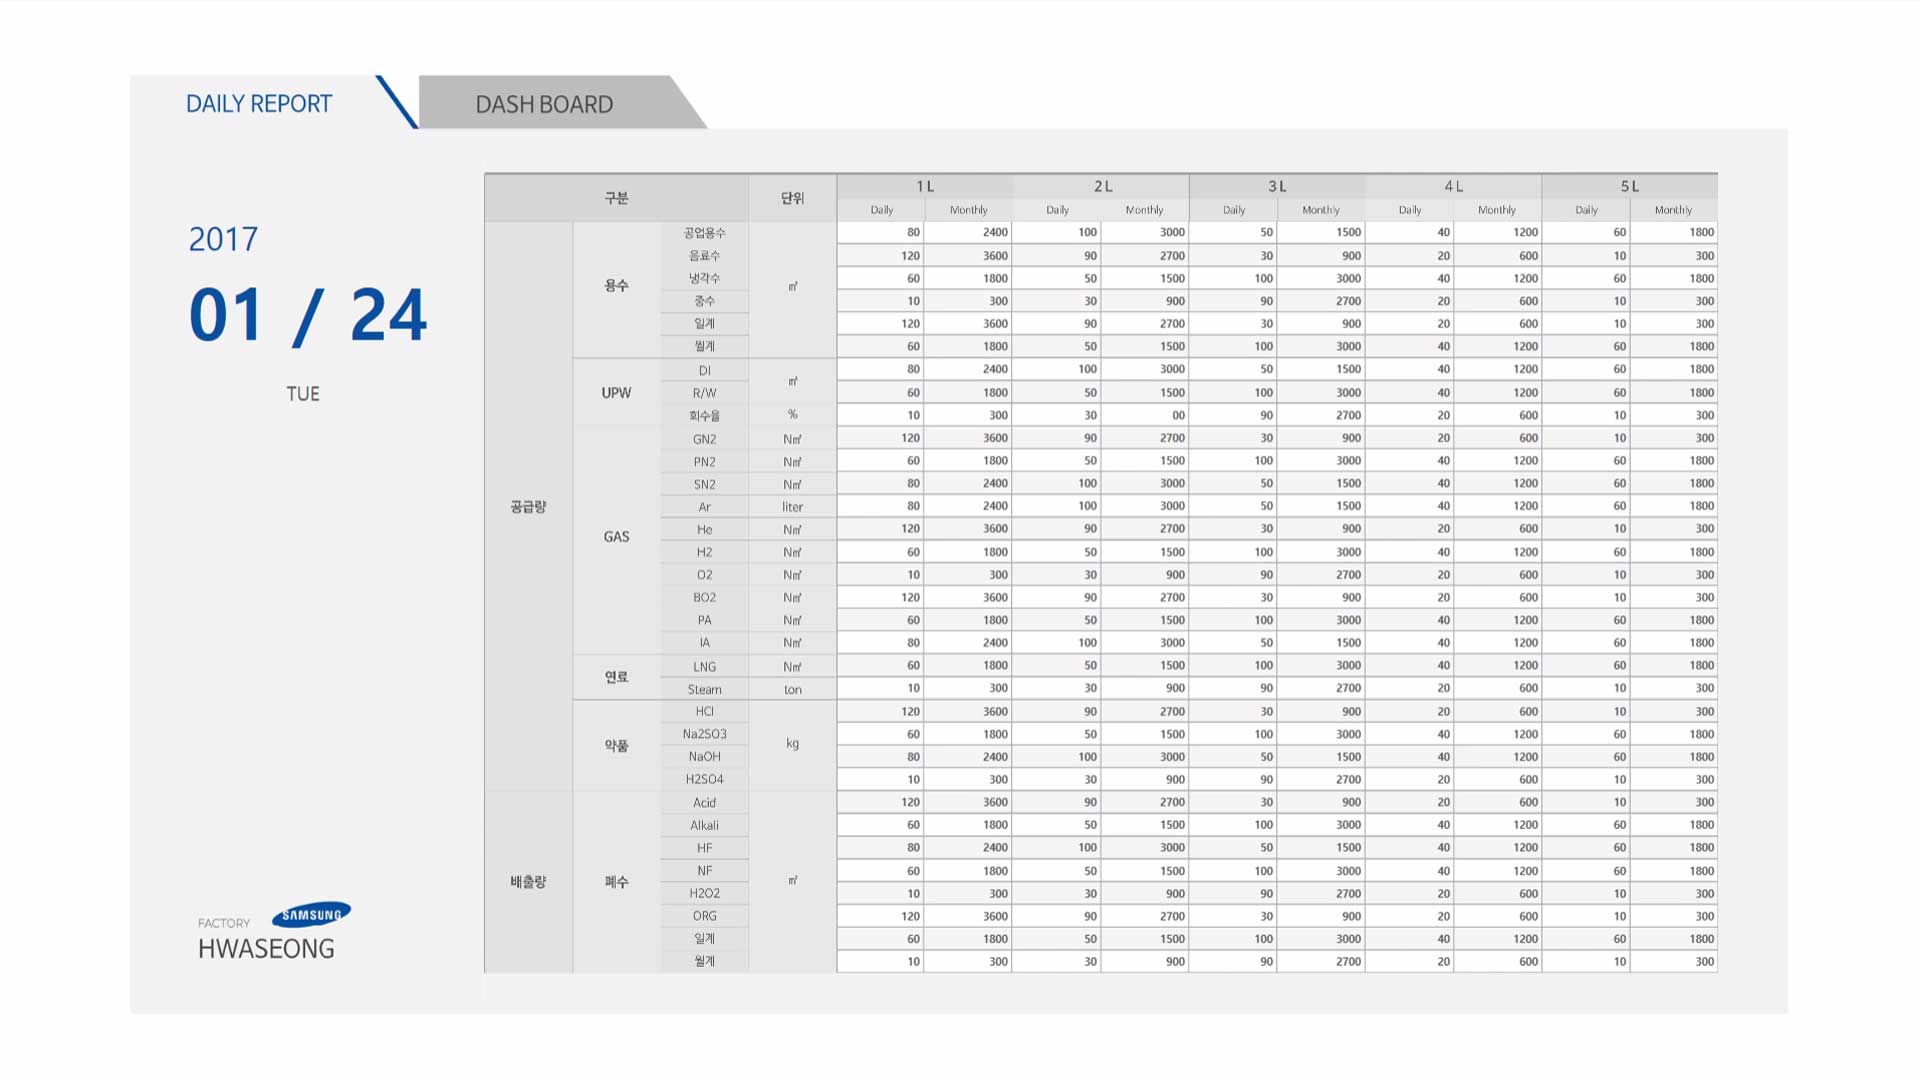 DAILY REPORT
DASH BOARD
2017
01 / 24
TUE
FACTORY SAMSUNG
HWASEONG
구분 단위 1 L 2 L 3 L 4 L 5 L
Daily Monthly Daily Monthly Daily Monthly Daily Monthly Daily Monthly
공급량 용수 공업용수 ㎥ 80 2400 100 3000 50 1500 40 1200 60 1800
음료수 120 3600 90 2700 30 900 20 600 10 300
냉각수 60 1800 50 1500 100 3000 40 1200 60 1800
중수 10 300 30 900 90 2700 20 600 10 300
일계 120 3600 90 2700 30 900 20 600 10 300
월계 60 1800 50 1500 100 3000 40 1200 60 1800
UPW DI ㎥ 80 2400 100 3000 50 1500 40 1200 60 1800
R/W 60 1800 50 1500 100 3000 40 1200 60 1800
회수율 % 10 300 30 00 90 2700 20 600 10 300
GAS GN2 N㎥ 120 3600 90 2700 30 900 20 600 10 300
PN2 N㎥ 60 1800 50 1500 100 3000 40 1200 60 1800
SN2 N㎥ 80 2400 100 3000 50 1500 40 1200 60 1800
Ar liter 80 2400 100 3000 50 1500 40 1200 60 1800
He N㎥ 120 3600 90 2700 30 900 20 600 10 300
H2 N㎥ 60 1800 50 1500 100 3000 40 1200 60 1800
O2 N㎥ 10 300 30 900 90 2700 20 600 10 300
BO2 N㎥ 120 3600 90 2700 30 900 20 600 10 300
PA N㎥ 60 1800 50 1500 100 3000 40 1200 60 1800
IA N㎥ 80 2400 100 3000 50 1500 40 1200 60 1800
연료 LNG N㎥ 60 1800 50 1500 100 3000 40 1200 60 1800
Steam ton 10 300 30 900 90 2700 20 600 10 300
약품 HCl kg 120 3600 90 2700 30 900 20 600 10 300
Na2SO3 60 1800 50 1500 100 3000 40 1200 60 1800
NaOH 80 2400 100 3000 50 1500 40 1200 60 1800
H2SO4 10 300 30 900 90 2700 20 600 10 300
배출량 폐수 Acid ㎥ 120 3600 90 2700 30 900 20 600 10 300
Alkali 60 1800 50 1500 100 3000 40 1200 60 1800
HF 80 2400 100 3000 50 1500 40 1200 60 1800
NF 60 1800 50 1500 100 3000 40 1200 60 1800
H2O2 10 300 30 900 90 2700 20 600 10 300
ORG 120 3600 90 2700 30 900 20 600 10 300
일계 60 1800 50 1500 100 3000 40 1200 60 1800
월계 10 300 30 900 90 2700 20 600 10 300